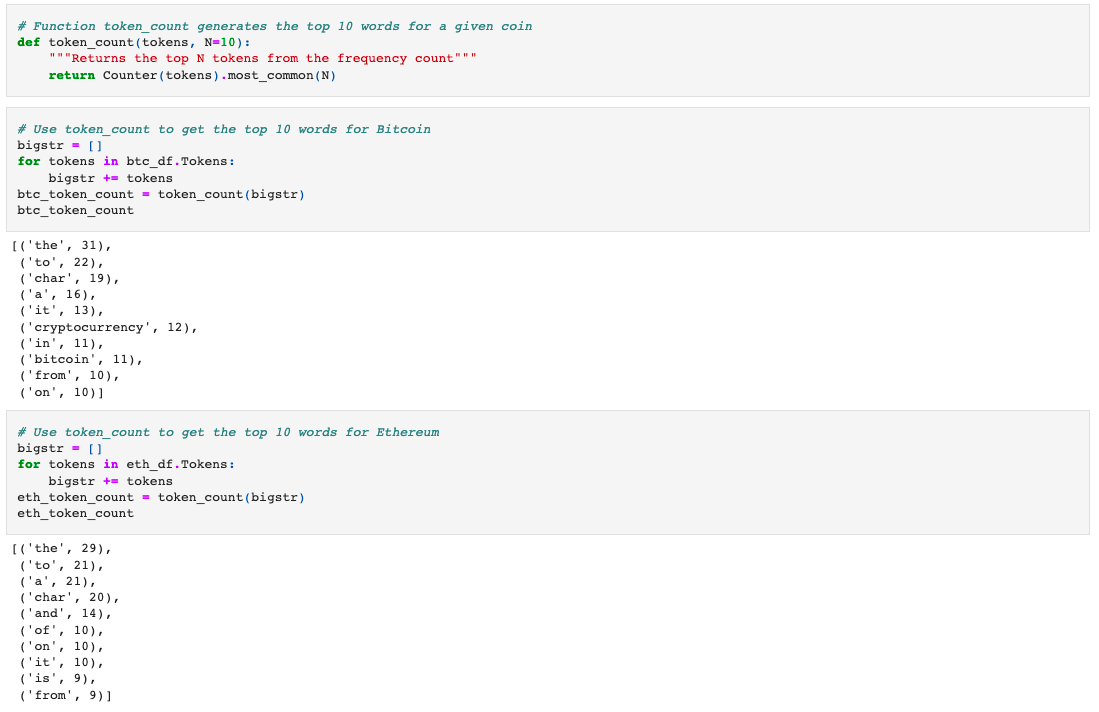 # Function token_count generates the top 10 words for a given coin
def token_count(tokens, N=10):
    """Returns the top N tokens from the frequency count"""
    return Counter(tokens).most_common(N)
# Use token_count to get the top 10 words for Bitcoin
bigstr = []
for tokens in btc_df.Tokens:
    bigstr += tokens
btc_token_count = token_count(bigstr)
btc_token_count
[('the', 31),
 ('to', 22),
 ('char', 19),
 ('a', 16),
 ('it', 13),
 ('cryptocurrency', 12),
 ('in', 11),
 ('bitcoin', 11),
 ('from', 10),
 ('on', 10)]
# Use token_count to get the top 10 words for Ethereum
bigstr = []
for tokens in eth_df.Tokens:
    bigstr += tokens
eth_token_count = token_count(bigstr)
eth_token_count
[('the', 29),
 ('to', 21),
 ('a', 21),
 ('char', 20),
 ('and', 14),
 ('of', 10),
 ('on', 10),
 ('it', 10),
 ('is', 9),
 ('from', 9)]